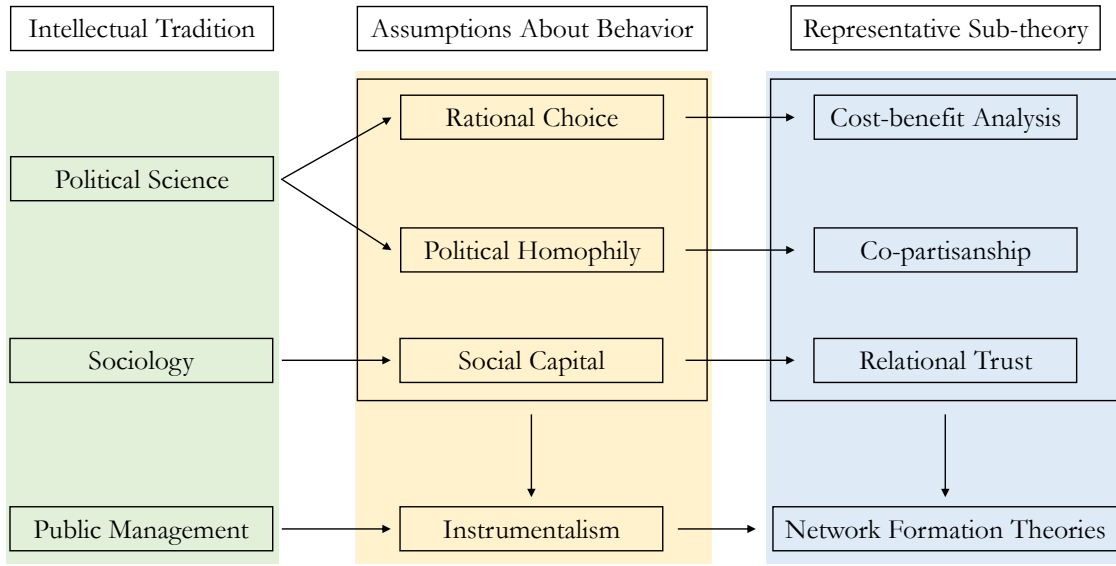 Intellectual Tradition
Assumptions About Behavior
Representative Sub-theory
Rational Choice
Cost-benefit Analysis
Political Science
Political Homophily
Co-partisanship
Sociology
Social Capital
Relational Trust
Public Management
Instrumentalism
Network Formation Theories